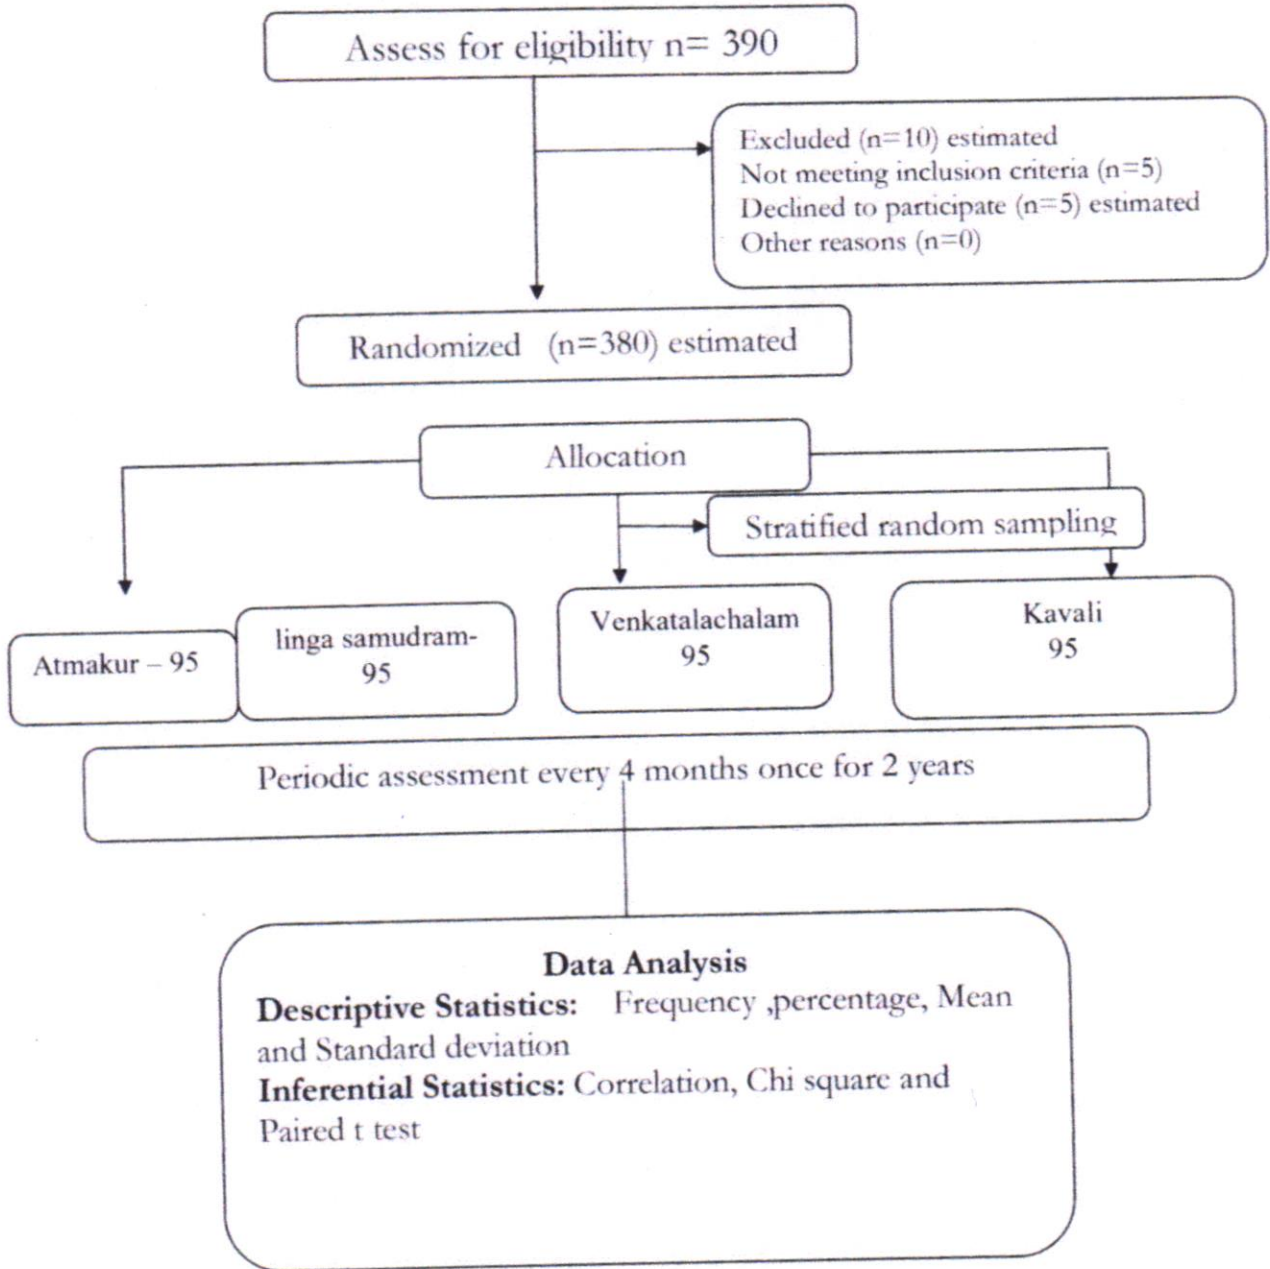 Assess for eligibility n= 390
Excluded (n=10) estimated
Not meeting inclusion criteria (n=5)
Declined to participate (n=5) estimated
Other reasons (n=0)
Randomized (n=380) estimated
Allocation
Stratified random sampling
Atmakur – 95
linga samudram-
95
Venkatalachalam
95
Kavali
95
Periodic assessment every 4 months once for 2 years
Data Analysis
Descriptive Statistics: Frequency ,percentage, Mean
and Standard deviation
Inferential Statistics: Correlation, Chi square and
Paired t test